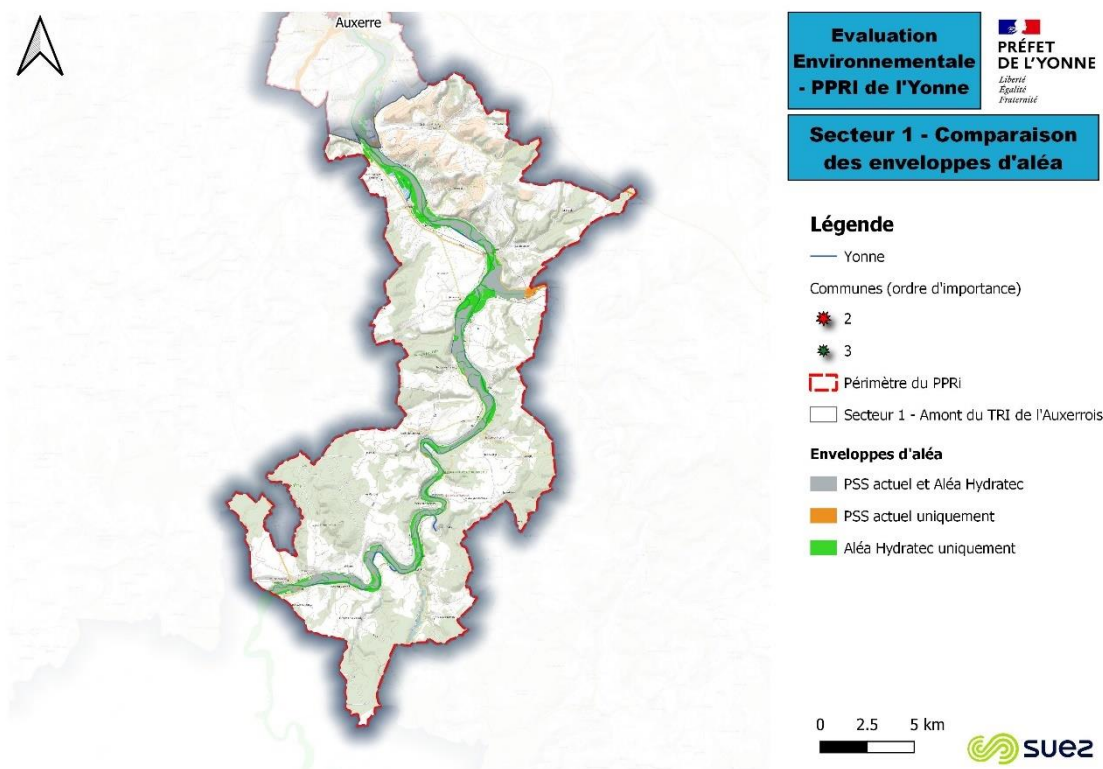 Auxerre
Evaluation
Environnementale
- PPRI de l'Yonne
PRÉFET
DE L'YONNE
Liberté
Égalité
Fraternité
Secteur 1 - Comparaison
des enveloppes d'aléa
Légende
Yonne
Communes (ordre d'importance)
2
3
Périmètre du PPRi
Secteur 1 - Amont du TRI de l'Auxerrois
Enveloppes d'aléa
PSS actuel et Aléa Hydratec
PSS actuel uniquement
Aléa Hydratec uniquement
0 2.5 5 km
suez